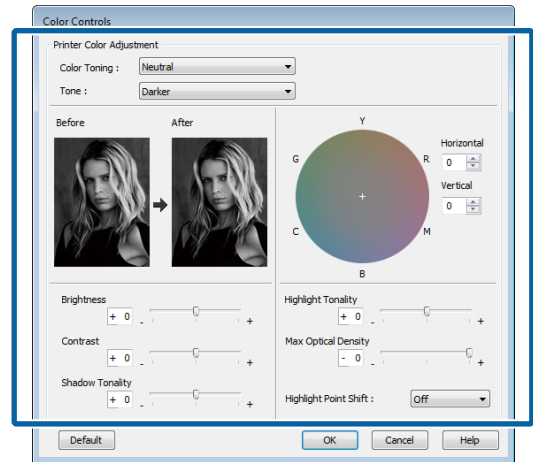 Color Controls
Printer Color Adjustment
Color Toning : Neutral
Tone : Darker
Before After
Y
G R
C M
B
Horizontal
0
Vertical
0
Brightness
+ 0 - +
Contrast
+ 0 - +
Shadow Tonality
+ 0 - +
Highlight Tonality
+ 0 - +
Max Optical Density
- 0 - +
Highlight Point Shift : Off
Default OK Cancel Help